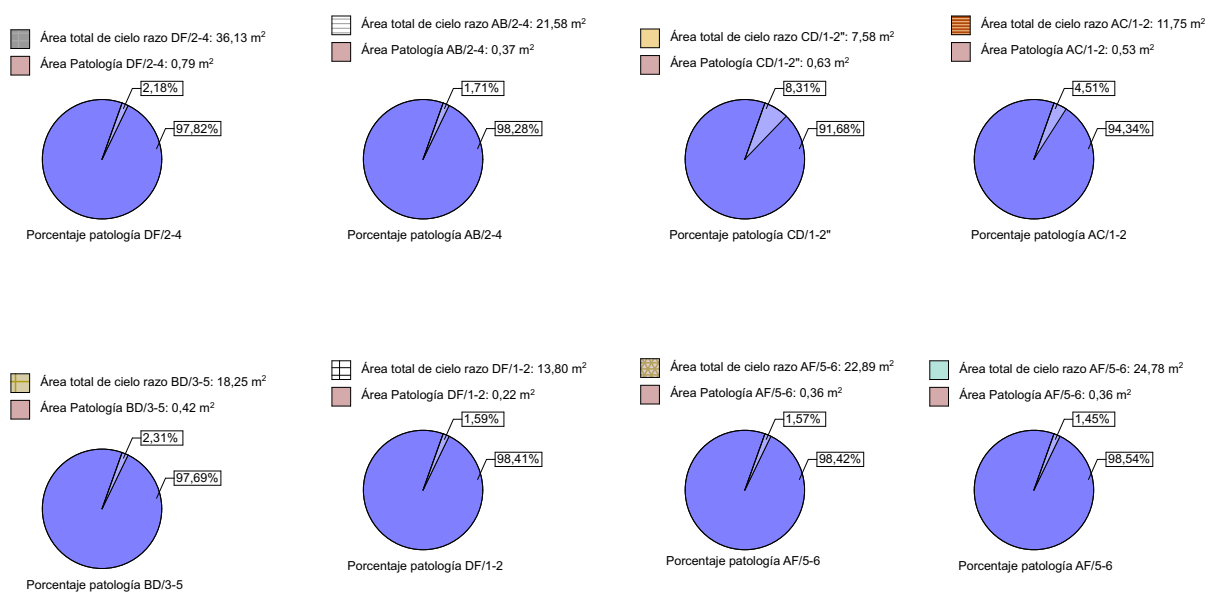 Área total de cielo razo DF/2-4: 36,13 m²
Área Patología DF/2-4: 0,79 m²
2,18%
97,82%
Porcentaje patología DF/2-4
Área total de cielo razo AB/2-4: 21,58 m²
Área Patología AB/2-4: 0,37 m²
1,71%
98,28%
Porcentaje patología AB/2-4
Área total de cielo razo CD/1-2": 7,58 m²
Área Patología CD/1-2": 0,63 m²
8,31%
91,68%
Porcentaje patología CD/1-2"
Área total de cielo razo AC/1-2: 11,75 m²
Área Patología AC/1-2: 0,53 m²
4,51%
94,34%
Porcentaje patología AC/1-2
Área total de cielo razo BD/3-5: 18,25 m²
Área Patología BD/3-5: 0,42 m²
2,31%
97,69%
Porcentaje patología BD/3-5
Área total de cielo razo DF/1-2: 13,80 m²
Área Patología DF/1-2: 0,22 m²
1,59%
98,41%
Porcentaje patología DF/1-2
Área total de cielo razo AF/5-6: 22,89 m²
Área Patología AF/5-6: 0,36 m²
1,57%
98,42%
Porcentaje patología AF/5-6
Área total de cielo razo AF/5-6: 24,78 m²
Área Patología AF/5-6: 0,36 m²
1,45%
98,54%
Porcentaje patología AF/5-6